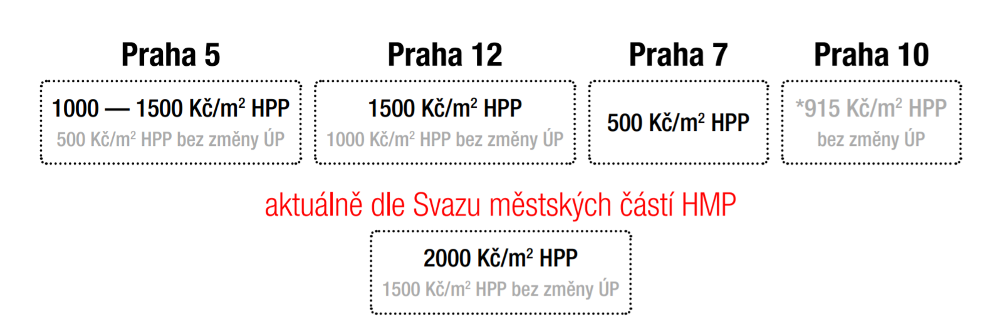 Praha 5
1000 — 1500 Kč/m² HPP
500 Kč/m² HPP bez změny ÚP
Praha 12
1500 Kč/m² HPP
1000 Kč/m² HPP bez změny ÚP
Praha 7
500 Kč/m² HPP
Praha 10
*915 Kč/m² HPP
bez změny ÚP
aktuálně dle Svazu městských částí HMP
2000 Kč/m² HPP
1500 Kč/m² HPP bez změny ÚP